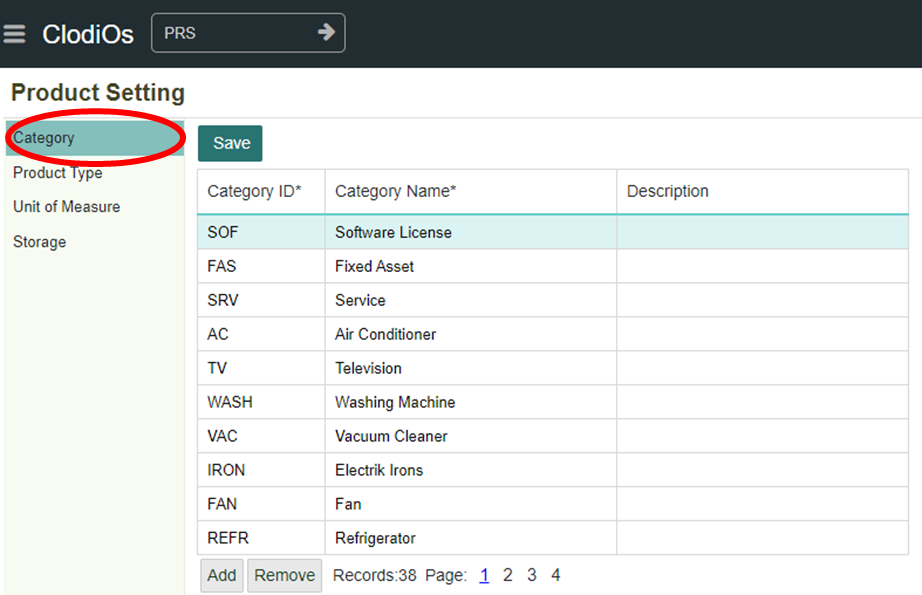 ClodiOs PRS
Product Setting
Category
Product Type
Unit of Measure
Storage
Save
Category ID* Category Name* Description
SOF Software License
FAS Fixed Asset
SRV Service
AC Air Conditioner
TV Television
WASH Washing Machine
VAC Vacuum Cleaner
IRON Electrik Irons
FAN Fan
REFR Refrigerator
Add Remove Records:38 Page: 1 2 3 4